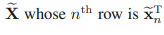 X̃ whose nᵗʰ row is x̃ₙᵀ